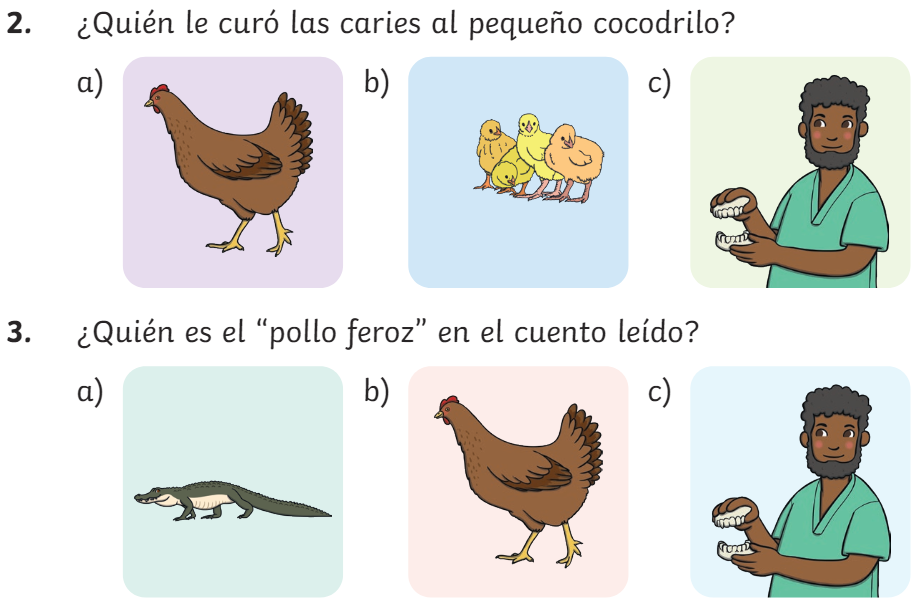 2. ¿Quién le curó las caries al pequeño cocodrilo?
a) b) c)
3. ¿Quién es el “pollo feroz” en el cuento leído?
a) b) c)